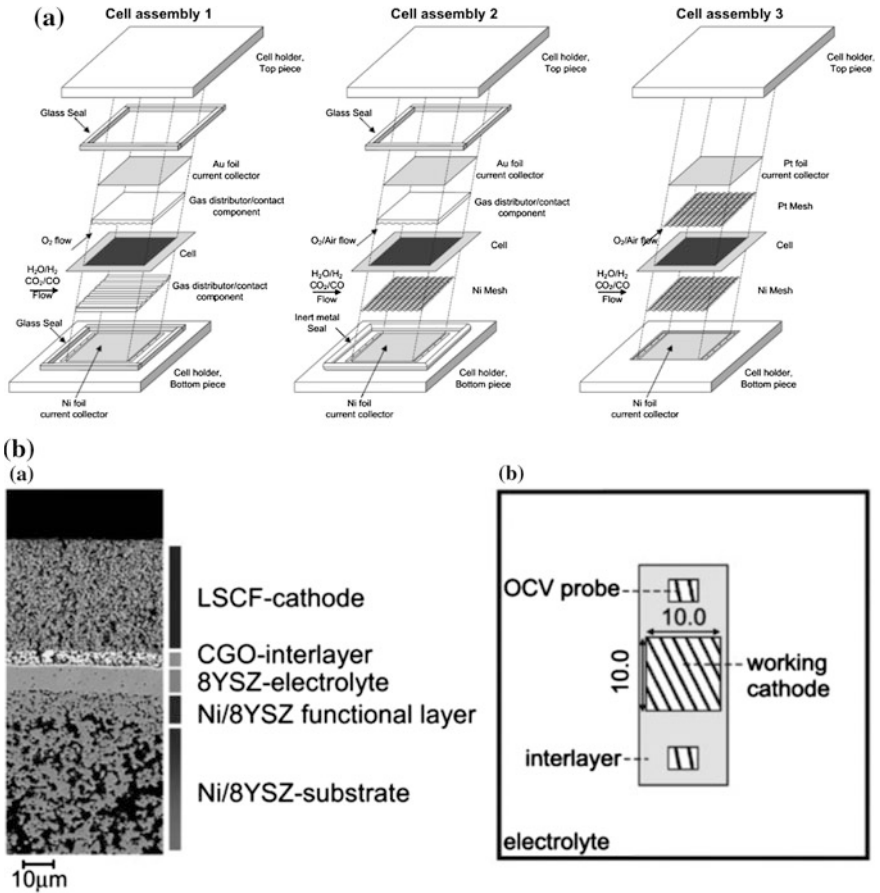 (a)
Cell assembly 1
Cell holder,
Top piece
Glass Seal
Au foil
current collector
Gas distributor/contact
component
O₂ flow
Cell
H₂O/H₂
CO₂/CO
Flow
Gas distributor/contact
component
Glass Seal
Cell holder,
Bottom piece
Ni foil
current collector
Cell assembly 2
Cell holder,
Top piece
Glass Seal
Au foil
current collector
Gas distributor/contact
component
O₂/Air flow
Cell
H₂O/H₂
CO₂/CO
Flow
Ni Mesh
Inert metal
Seal
Cell holder,
Bottom piece
Ni foil
current collector
Cell assembly 3
Cell holder,
Top piece
Pt foil
current collector
Pt Mesh
O₂/Air flow
Cell
H₂O/H₂
CO₂/CO
Flow
Ni Mesh
Cell holder,
Bottom piece
Ni foil
current collector
(b)
(a)
LSCF-cathode
CGO-interlayer
8YSZ-electrolyte
Ni/8YSZ functional layer
Ni/8YSZ-substrate
10μm
(b)
OCV probe
10.0
10.0
working
cathode
interlayer
electrolyte